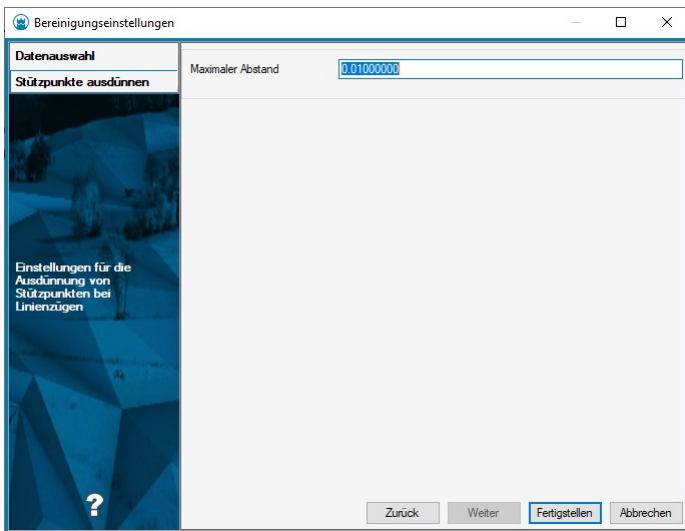 Bereinigungseinstellungen
Datenauswahl
Stützpunkte ausdünnen
Maximaler Abstand 0.01000000
Einstellungen für die
Ausdünnung von
Stützpunkten bei
Linienzügen
?
Zurück Weiter Fertigstellen Abbrechen